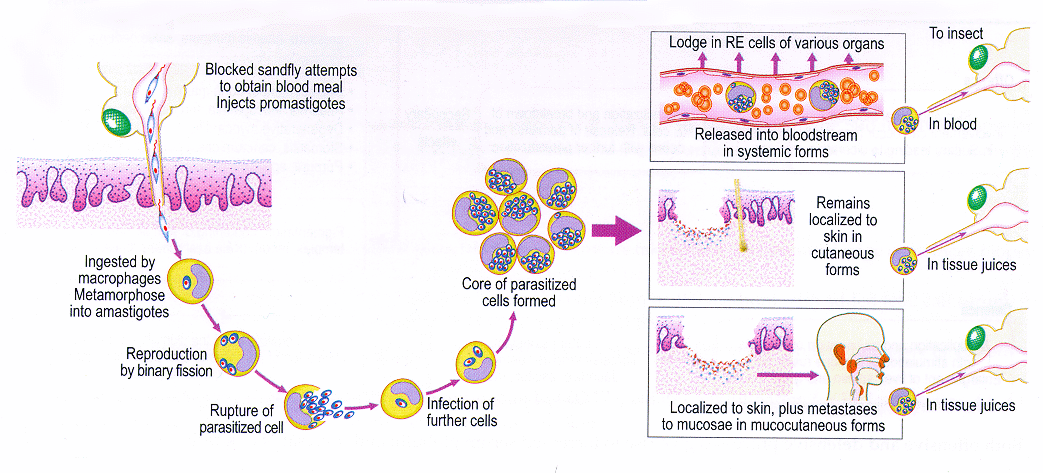 Blocked sandfly attempts
to obtain blood meal
Injects promastigotes
Ingested by
macrophages
Metamorphose
into amastigotes
Reproduction
by binary fission
Rupture of
parasitized cell
Infection of
further cells
Core of parasitized
cells formed
Lodge in RE cells of various organs
Released into bloodstream
in systemic forms
To insect
In blood
Remains
localized to
skin in
cutaneous
forms
In tissue juices
Localized to skin, plus metastases
to mucosae in mucocutaneous forms
In tissue juices